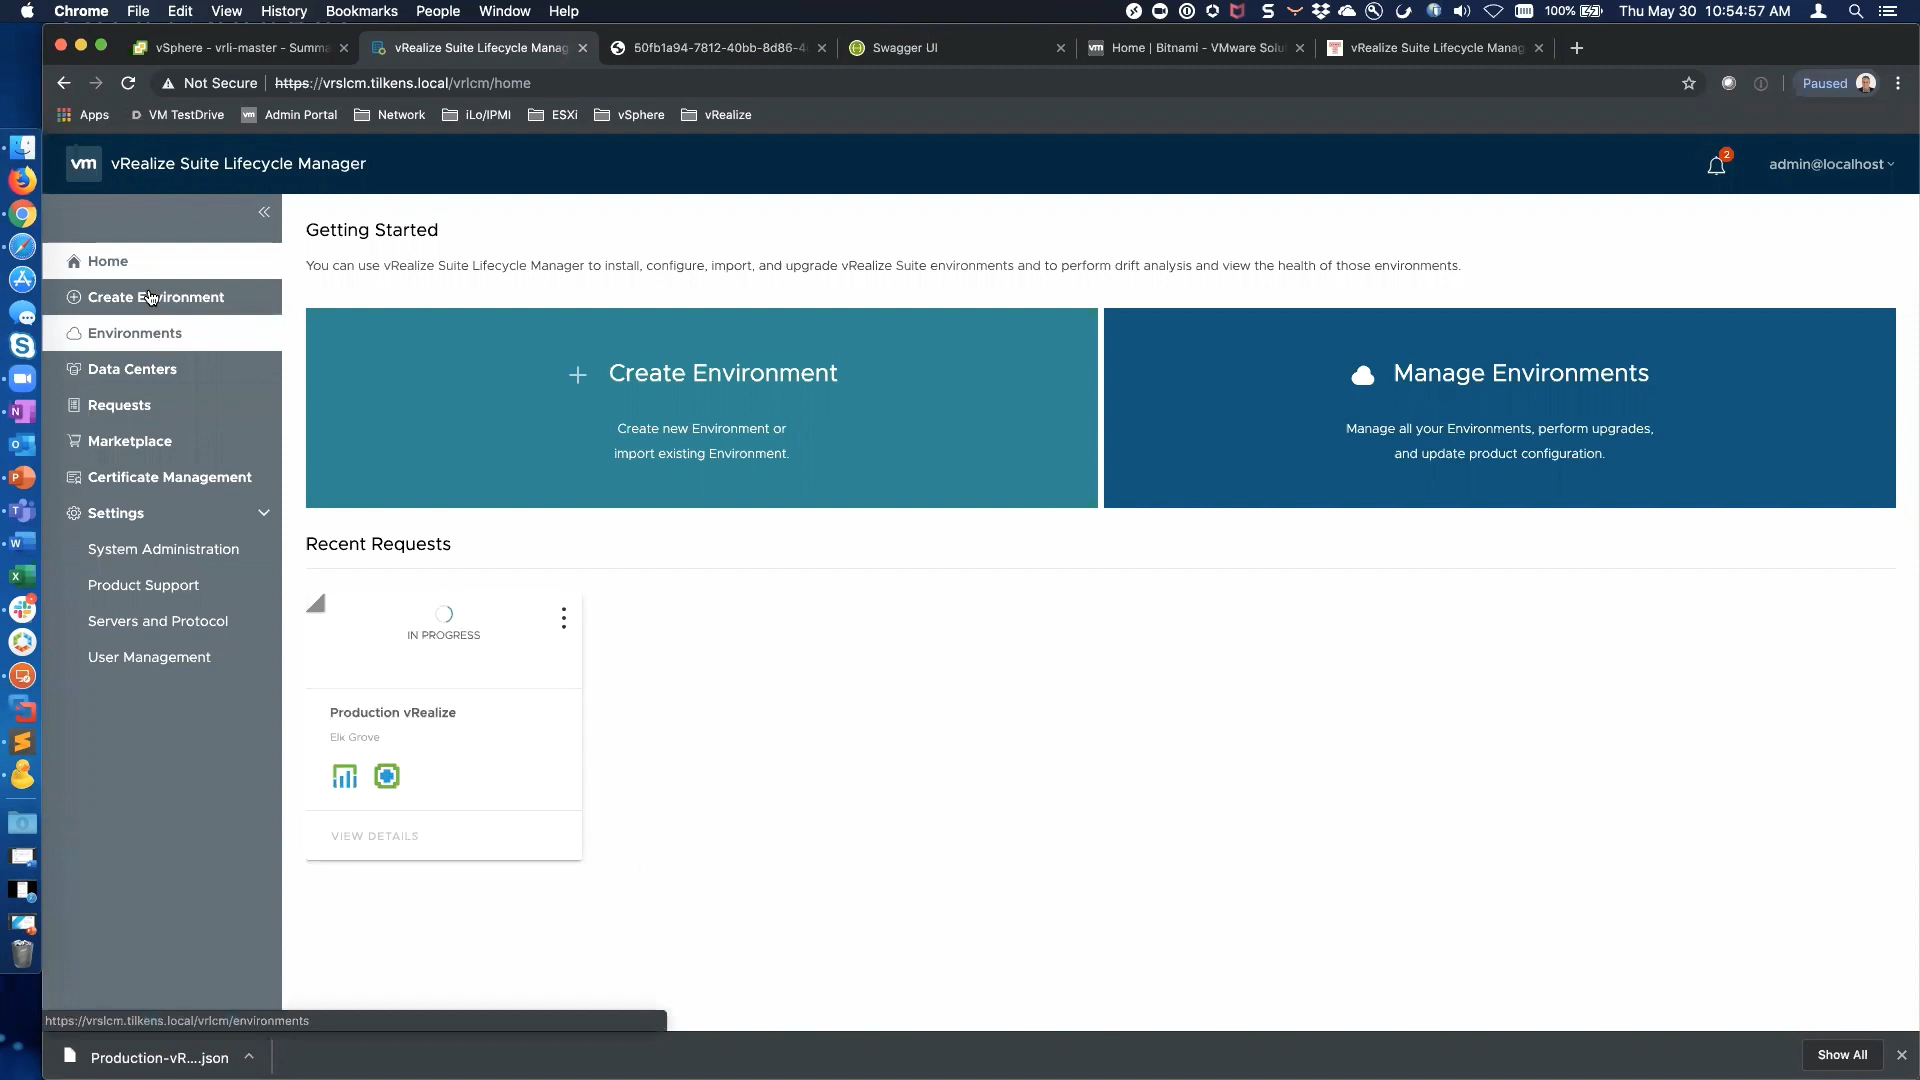 Chrome File Edit View History Bookmarks People Window Help
100% Thu May 30 10:54:57 AM
vSphere - vrli-master - Summa
vRealize Suite Lifecycle Manag
50fb1a94-7812-40bb-8d86-4
Swagger UI
Home | Bitnami - VMware Solu
vRealize Suite Lifecycle Manag
Not Secure https://vrslcm.tilkens.local/vrlcm/home
Paused
Apps VM TestDrive Admin Portal Network iLo/IPMI ESXi vSphere vRealize
vm vRealize Suite Lifecycle Manager
2
admin@localhost
Home
Create Environment
Environments
Data Centers
Requests
Marketplace
Certificate Management
Settings
System Administration
Product Support
Servers and Protocol
User Management
Getting Started
You can use vRealize Suite Lifecycle Manager to install, configure, import, and upgrade vRealize Suite environments and to perform drift analysis and view the health of those environments.
Create Environment
Create new Environment or
import existing Environment.
Manage Environments
Manage all your Environments, perform upgrades,
and update product configuration.
Recent Requests
IN PROGRESS
Production vRealize
Elk Grove
VIEW DETAILS
https://vrslcm.tilkens.local/vrlcm/environments
Production-vR....json
Show All